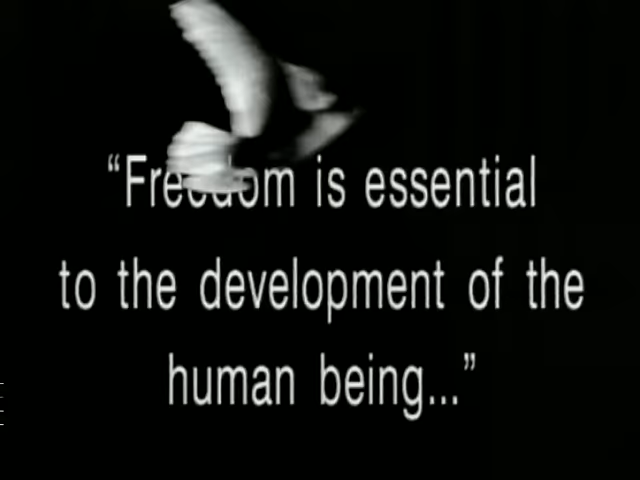 “Freedom is essential
to the development of the
human being...”